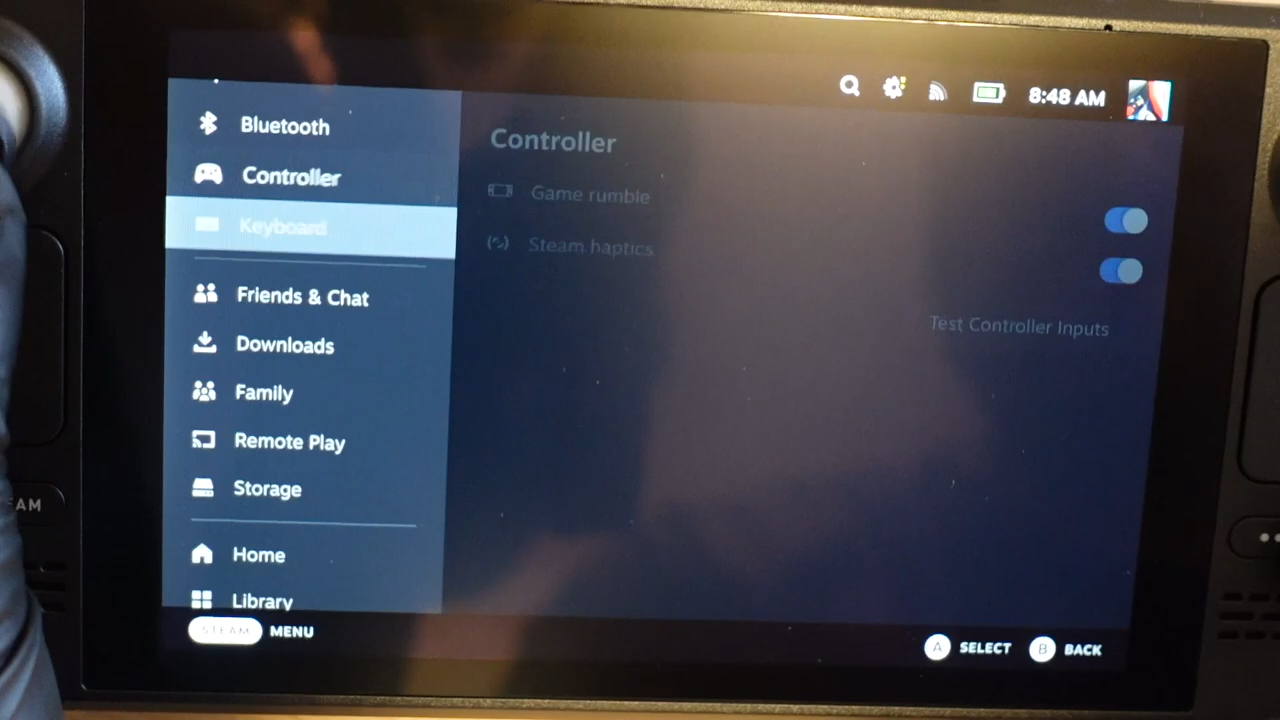 8:48 AM
Bluetooth
Controller
Keyboard
Friends & Chat
Downloads
Family
Remote Play
Storage
Home
Library
Controller
Game rumble
Steam haptics
Test Controller Inputs
STEAM MENU
A SELECT B BACK
AM